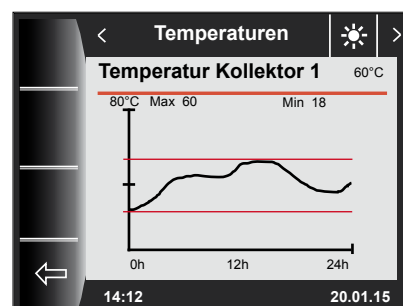 Temperaturen
Temperatur Kollektor 1 60°C
80°C Max 60 Min 18
0h 12h 24h
14:12 20.01.15